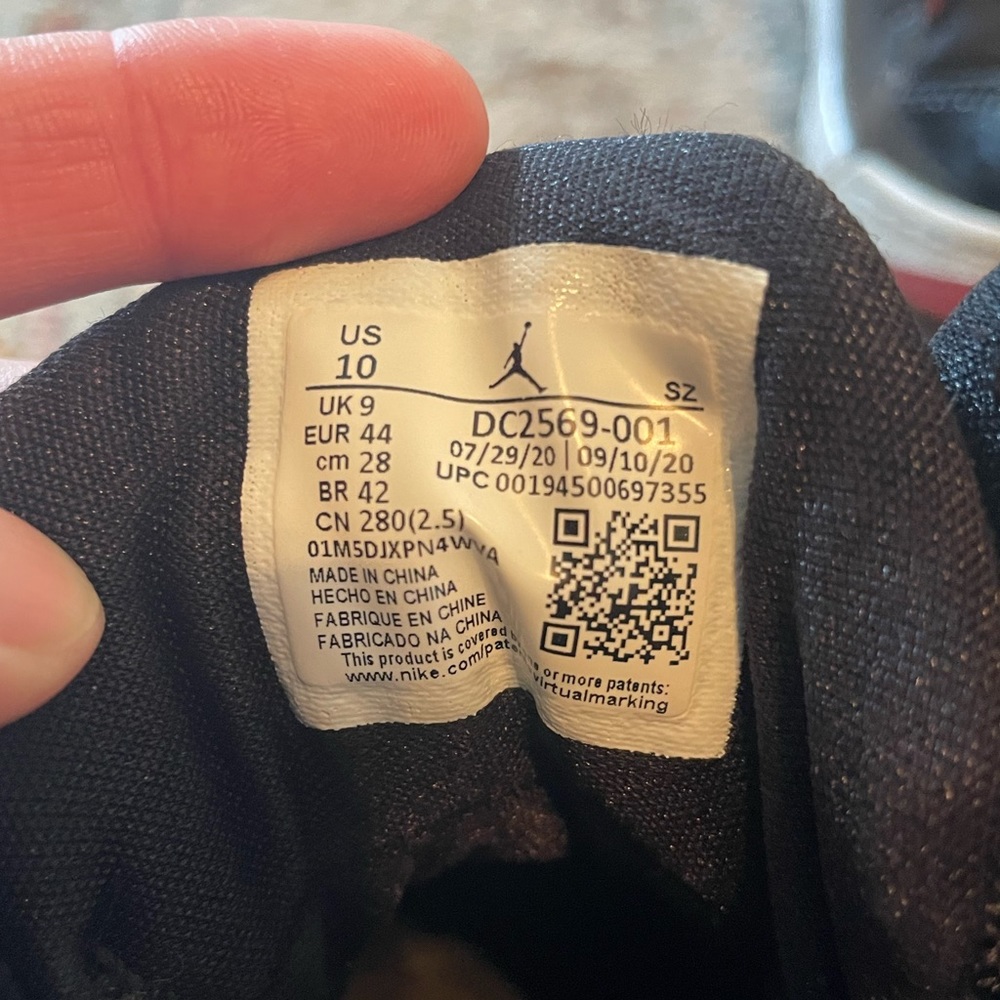 US
10
SZ
UK 9
EUR 44
cm 28
BR 42
CN 280(2.5)
01M5DJXPN4W
DC2569-001
07/29/20 | 09/10/20
UPC 00194500697355
MADE IN CHINA
HECHO EN CHINA
FABRIQUE EN CHINE
FABRICADO NA CHINA
This product is covered or more patents:
www.nike.com/pate virtualmarking